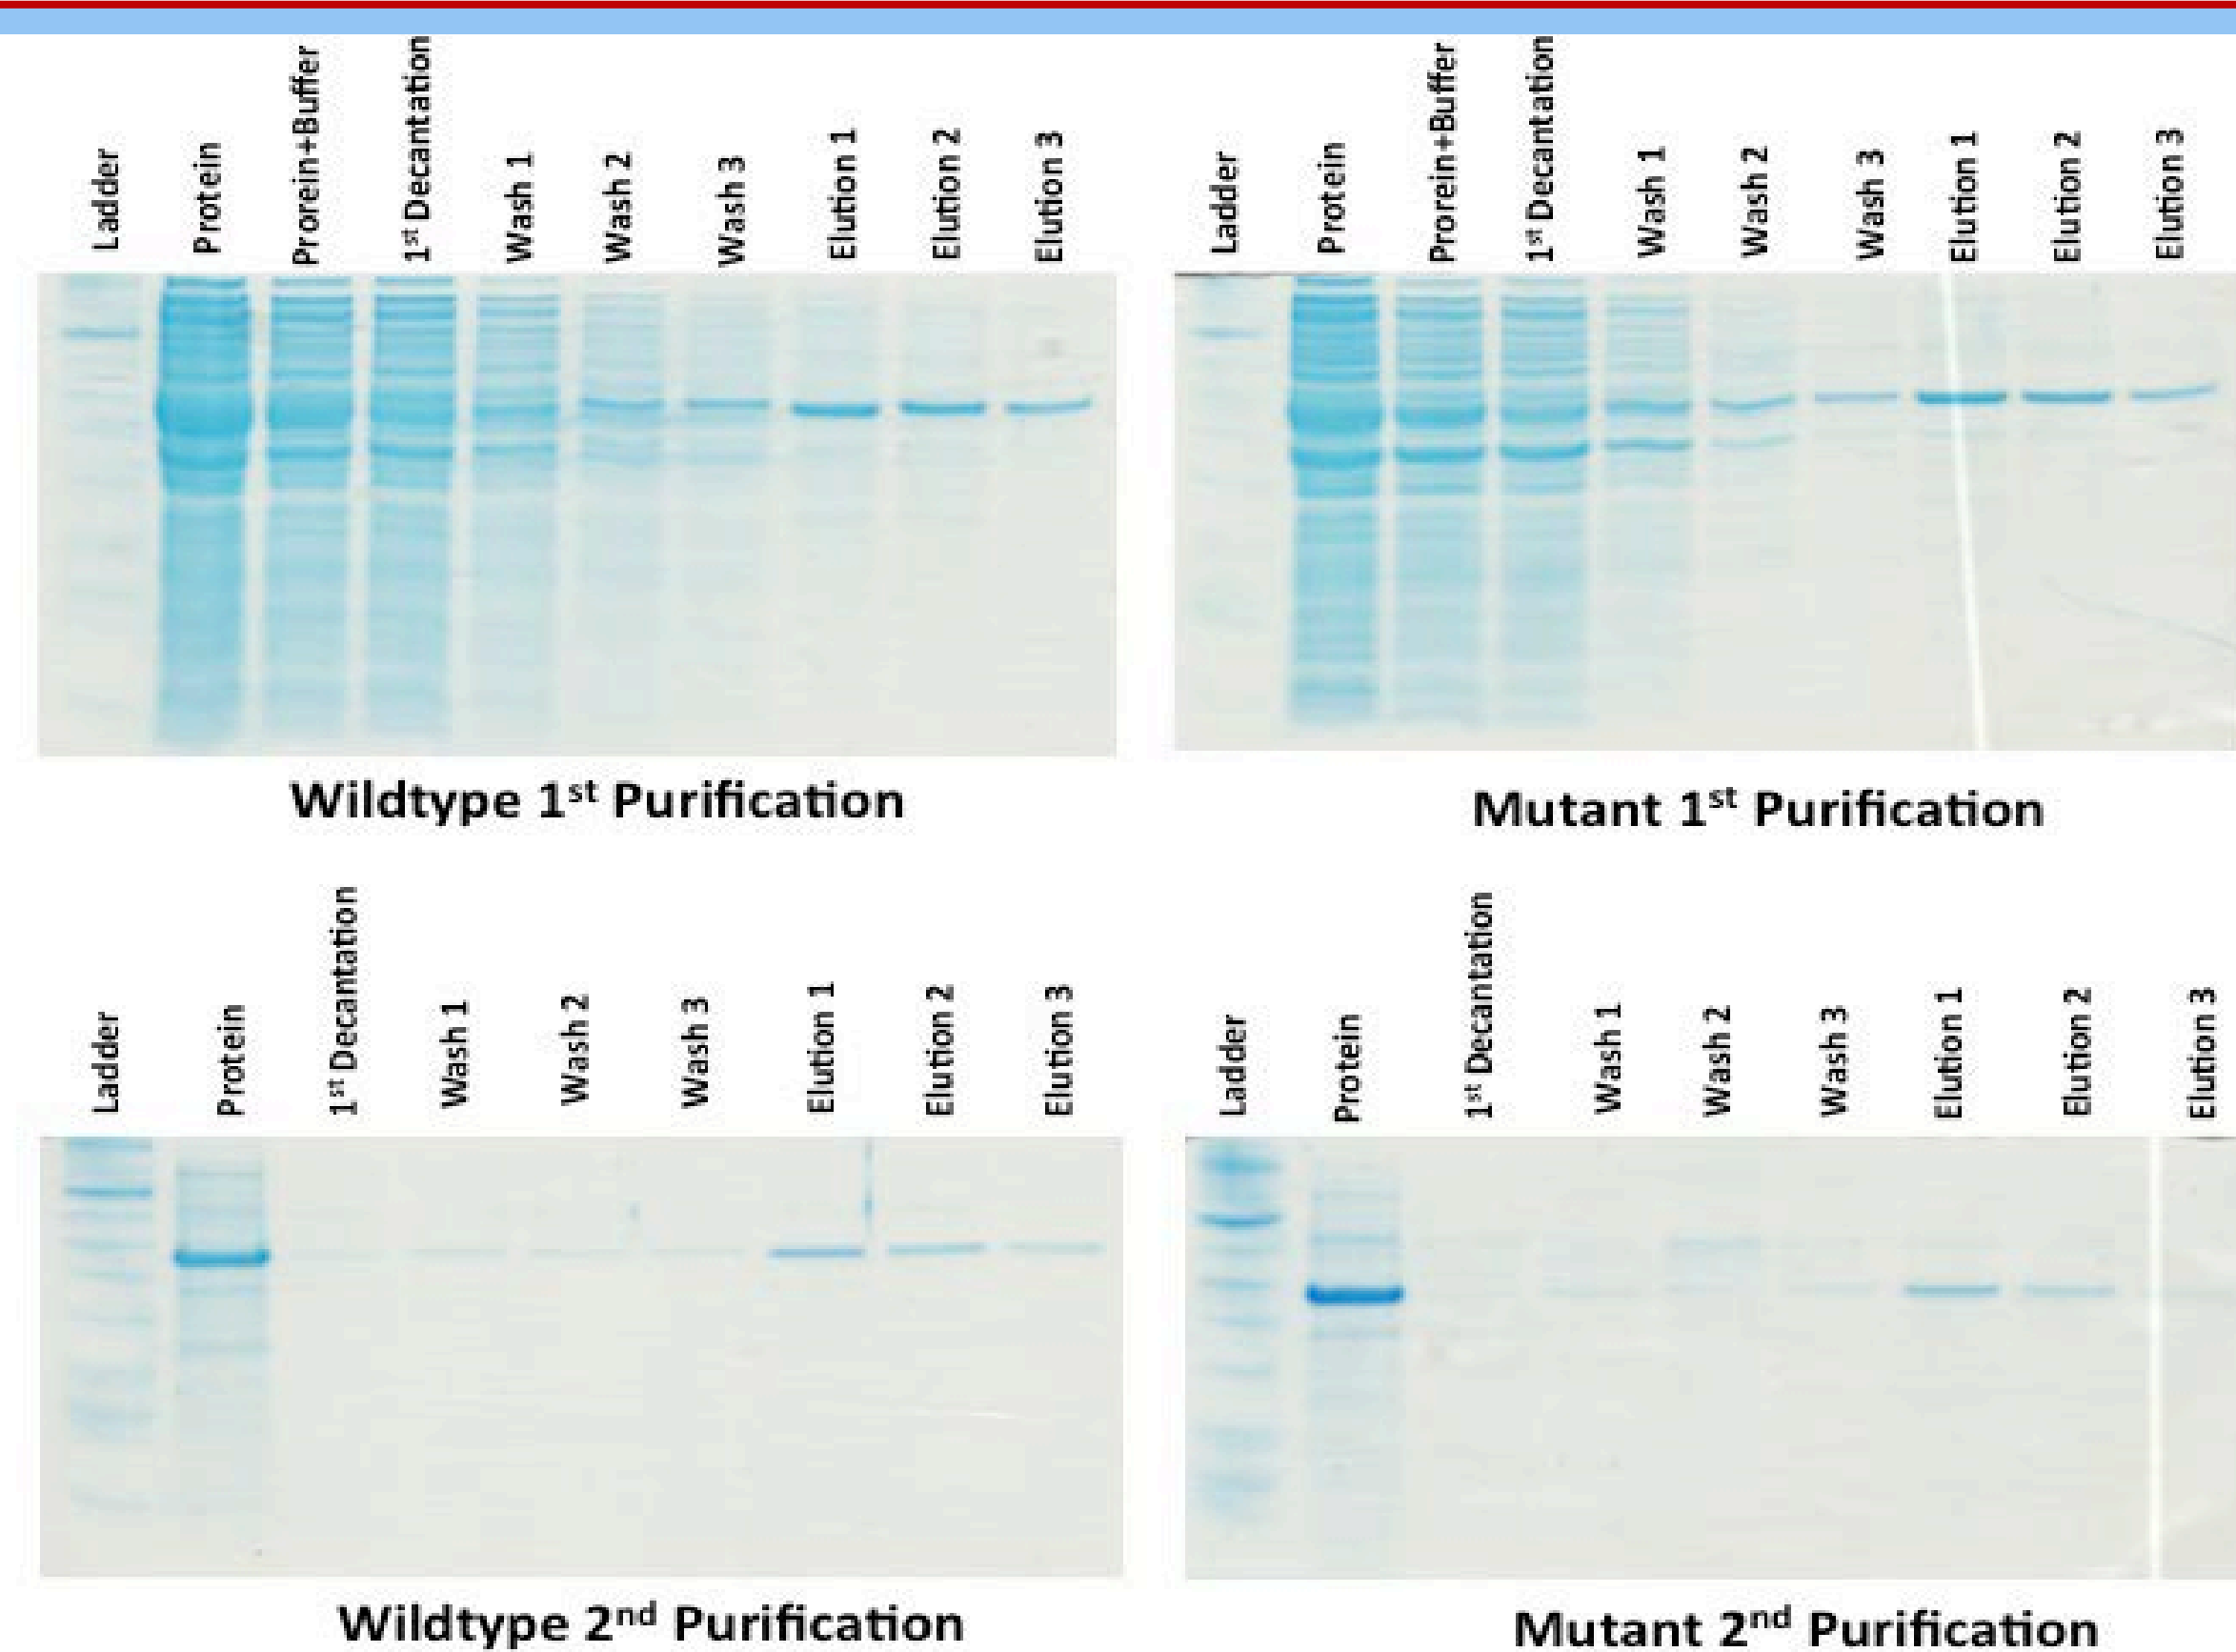 Ladder
Protein
Prorein+Buffer
1st Decantation
Wash 1
Wash 2
Wash 3
Elution 1
Elution 2
Elution 3
Wildtype 1st Purification
Ladder
Protein
Prorein+Buffer
1st Decantation
Wash 1
Wash 2
Wash 3
Elution 1
Elution 2
Elution 3
Mutant 1st Purification
Ladder
Protein
1st Decantation
Wash 1
Wash 2
Wash 3
Elution 1
Elution 2
Elution 3
Wildtype 2nd Purification
Ladder
Protein
1st Decantation
Wash 1
Wash 2
Wash 3
Elution 1
Elution 2
Elution 3
Mutant 2nd Purification